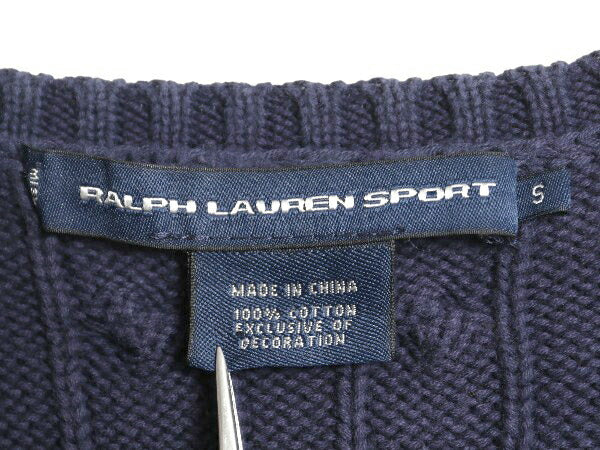 RALPH LAUREN SPORT
S
MADE IN CHINA
100% COTTON
EXCLUSIVE OF
DECORATION